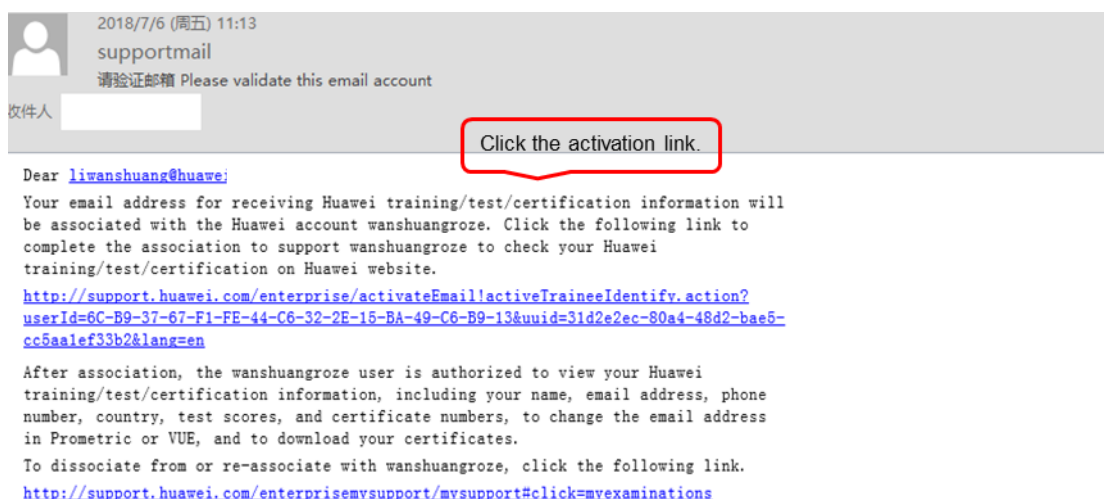 2018/7/6 (周五) 11:13
supportmail
请验证邮箱 Please validate this email account
收件人
Click the activation link.
Dear liwanshuang@huawei
Your email address for receiving Huawei training/test/certification information will
be associated with the Huawei account wanshuangroze. Click the following link to
complete the association to support wanshuangroze to check your Huawei
training/test/certification on Huawei website.
http://support.huawei.com/enterprise/activateEmail!activeTraineeIdentify.action?
userId=6C-B9-37-67-F1-FE-44-C6-32-2E-15-BA-49-C6-B9-13&uuid=31d2e2ec-80a4-48d2-bae5-
cc5aa1ef33b2&lang=en
After association, the wanshuangroze user is authorized to view your Huawei
training/test/certification information, including your name, email address, phone
number, country, test scores, and certificate numbers, to change the email address
in Prometric or VUE, and to download your certificates.
To dissociate from or re-associate with wanshuangroze, click the following link.
http://support.huawei.com/enterprisemysupport/mysupport#click=myexaminations